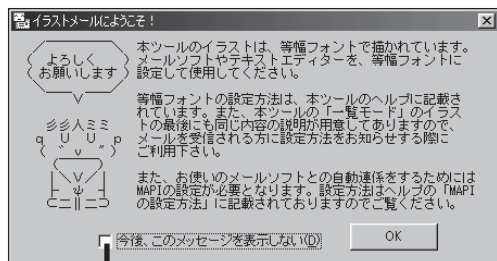 イラストメールにようこそ！
よろしく
お願いします
本ツールのイラストは、等幅フォントで描かれています。
メールソフトやテキストエディターを、等幅フォントに
設定して使用してください。
等幅フォントの設定方法は、本ツールのヘルプに記載さ
れています。また、本ツールの「一覧モード」のイラス
トの最後にも同じ内容の説明が用意してありますので、
メールを受信される方に設定方法をお知らせする際に
ご利用下さい。
また、お使いのメールソフトとの自動連係をするためには
MAPIの設定が必要となります。設定方法はヘルプの「MAPI
の設定方法」に記載されておりますのでご覧ください。
今後、このメッセージを表示しない(D)
OK